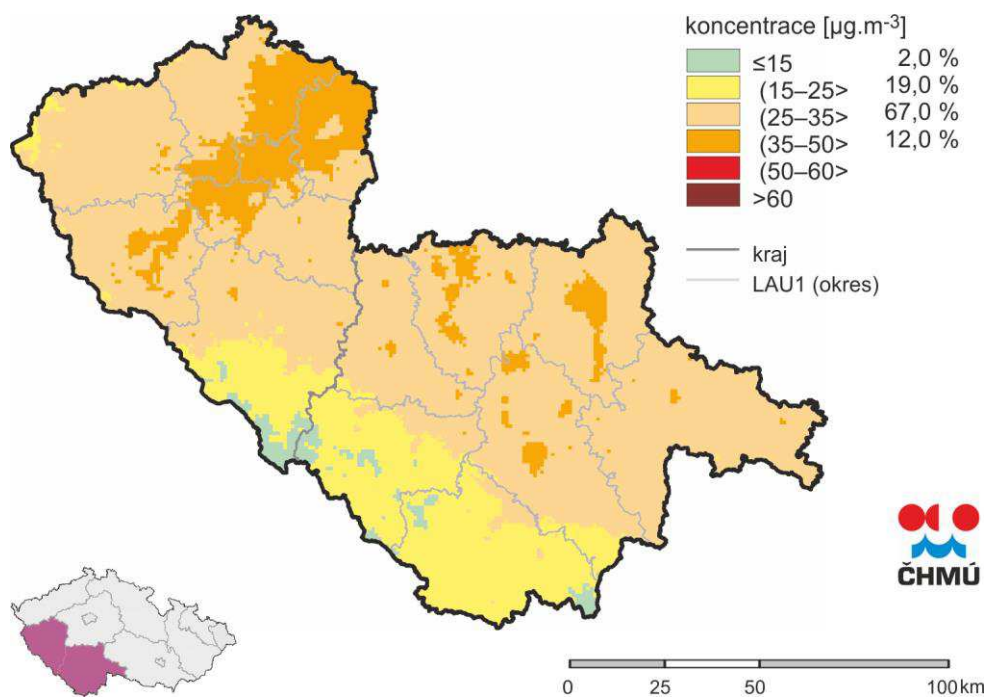 koncentrace [µg.m⁻³]
≤15 2,0 %
(15–25> 19,0 %
(25–35> 67,0 %
(35–50> 12,0 %
(50–60>
>60
kraj
LAU1 (okres)
ČHMÚ
0 25 50 100 km